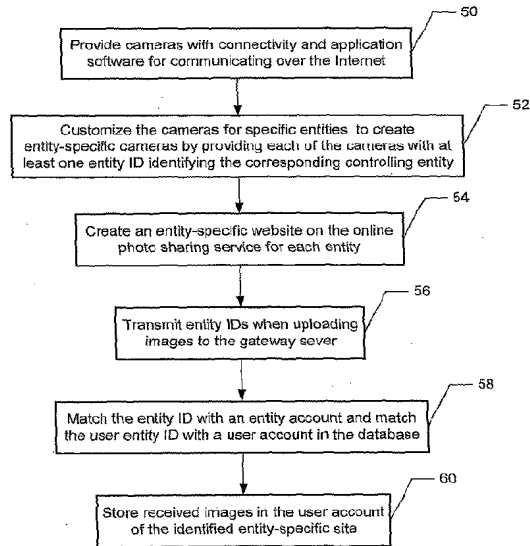 50
Provide cameras with connectivity and application
software for communicating over the Internet
52
Customize the cameras for specific entities to create
entity-specific cameras by providing each of the cameras with at
least one entity ID identifying the corresponding controlling entity
54
Create an entity-specific website on the online
photo sharing service for each entity
56
Transmit entity IDs when uploading
images to the gateway sever
58
Match the entity ID with an entity account and match
the user entity ID with a user account in the database
60
Store received images in the user account
of the identified entity-specific site